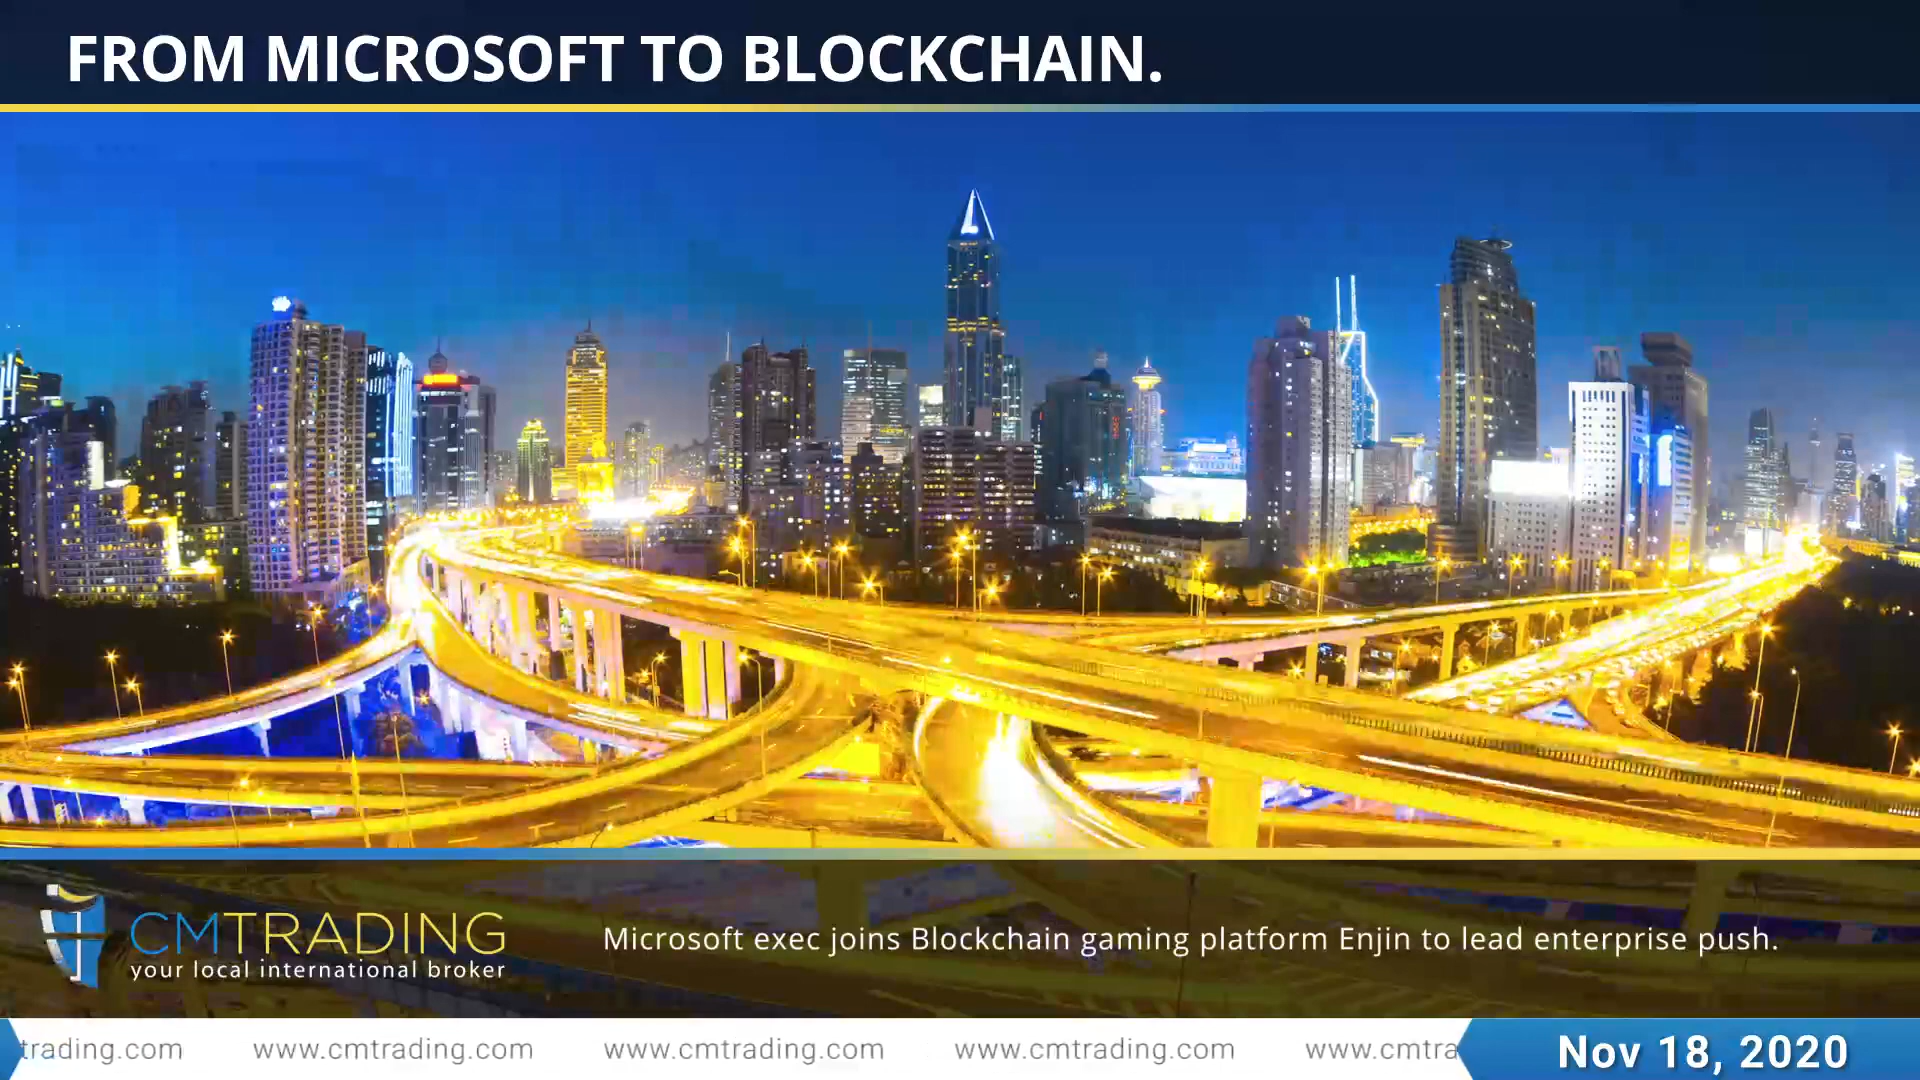 FROM MICROSOFT TO BLOCKCHAIN.
CMTRADING
your local international broker
Microsoft exec joins Blockchain gaming platform Enjin to lead enterprise push.
trading.com www.cmtrading.com www.cmtrading.com www.cmtrading.com www.cmtra
Nov 18, 2020